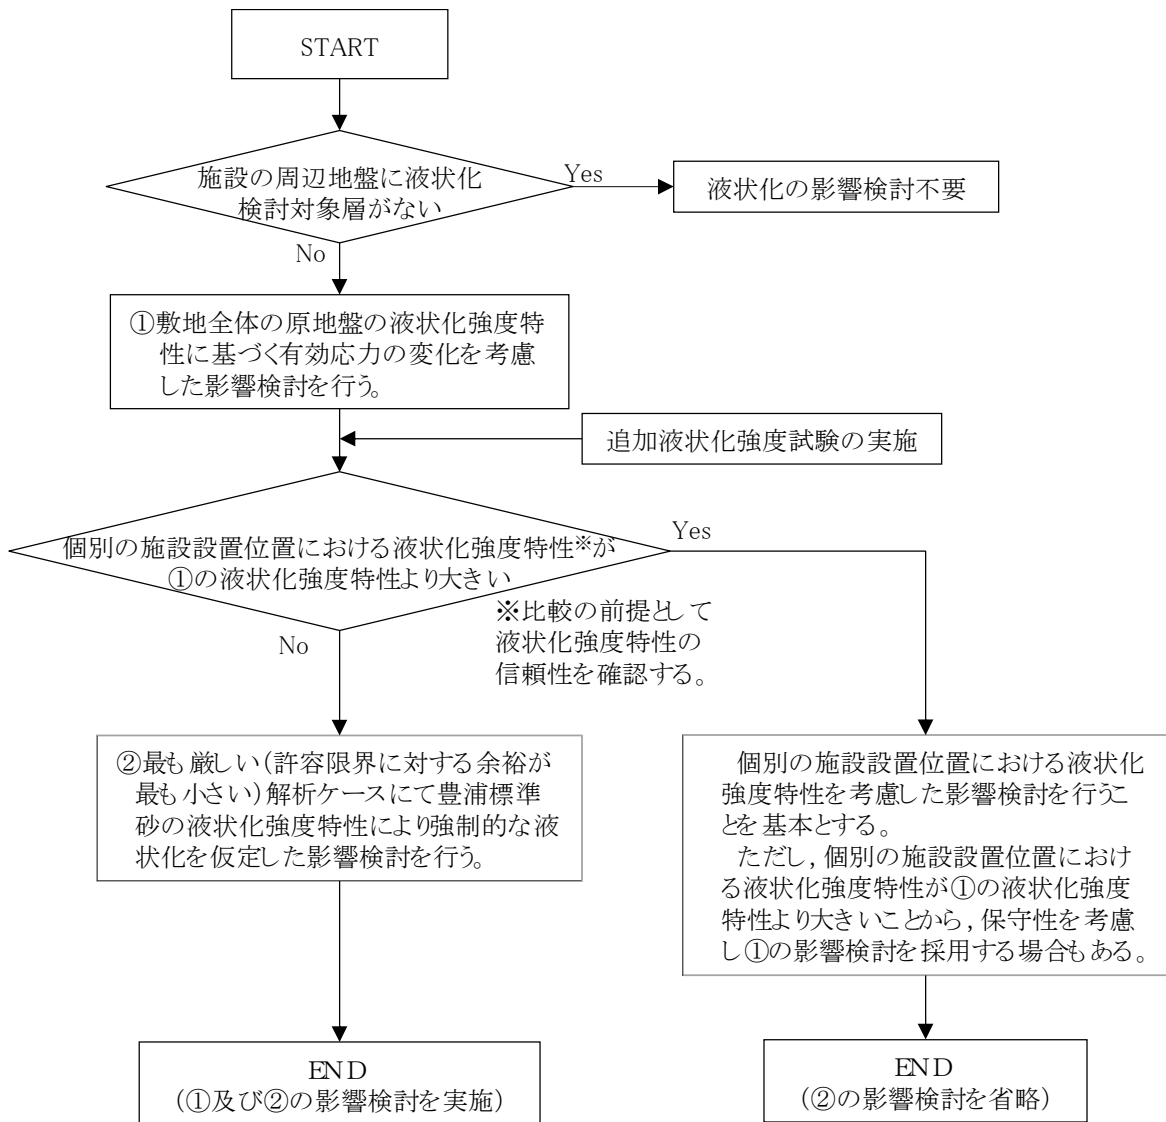 START
施設の周辺地盤に液状化
検討対象層がない
Yes
液状化の影響検討不要
No
①敷地全体の原地盤の液状化強度特
性に基づく有効応力の変化を考慮
した影響検討を行う。
追加液状化強度試験の実施
個別の施設設置位置における液状化強度特性※が
①の液状化強度特性より大きい
Yes
※比較の前提として
液状化強度特性の
信頼性を確認する。
No
②最も厳しい(許容限界に対する余裕が
最も小さい)解析ケースにて豊浦標準
砂の液状化強度特性により強制的な液
状化を仮定した影響検討を行う。
個別の施設設置位置における液状化
強度特性を考慮した影響検討を行うこ
とを基本とする。
ただし,個別の施設設置位置におけ
る液状化強度特性が①の液状化強度
特性より大きいことから,保守性を考慮
し①の影響検討を採用する場合もある。
END
(①及び②の影響検討を実施)
END
(②の影響検討を省略)